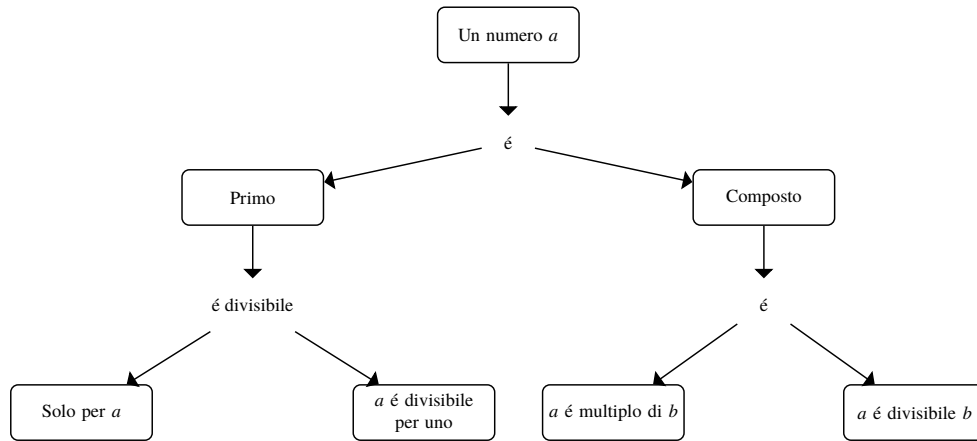 Un numero a
é
Primo
Composto
é divisibile
é
Solo per a
a é divisibile
per uno
a é multiplo di b
a é divisibile b